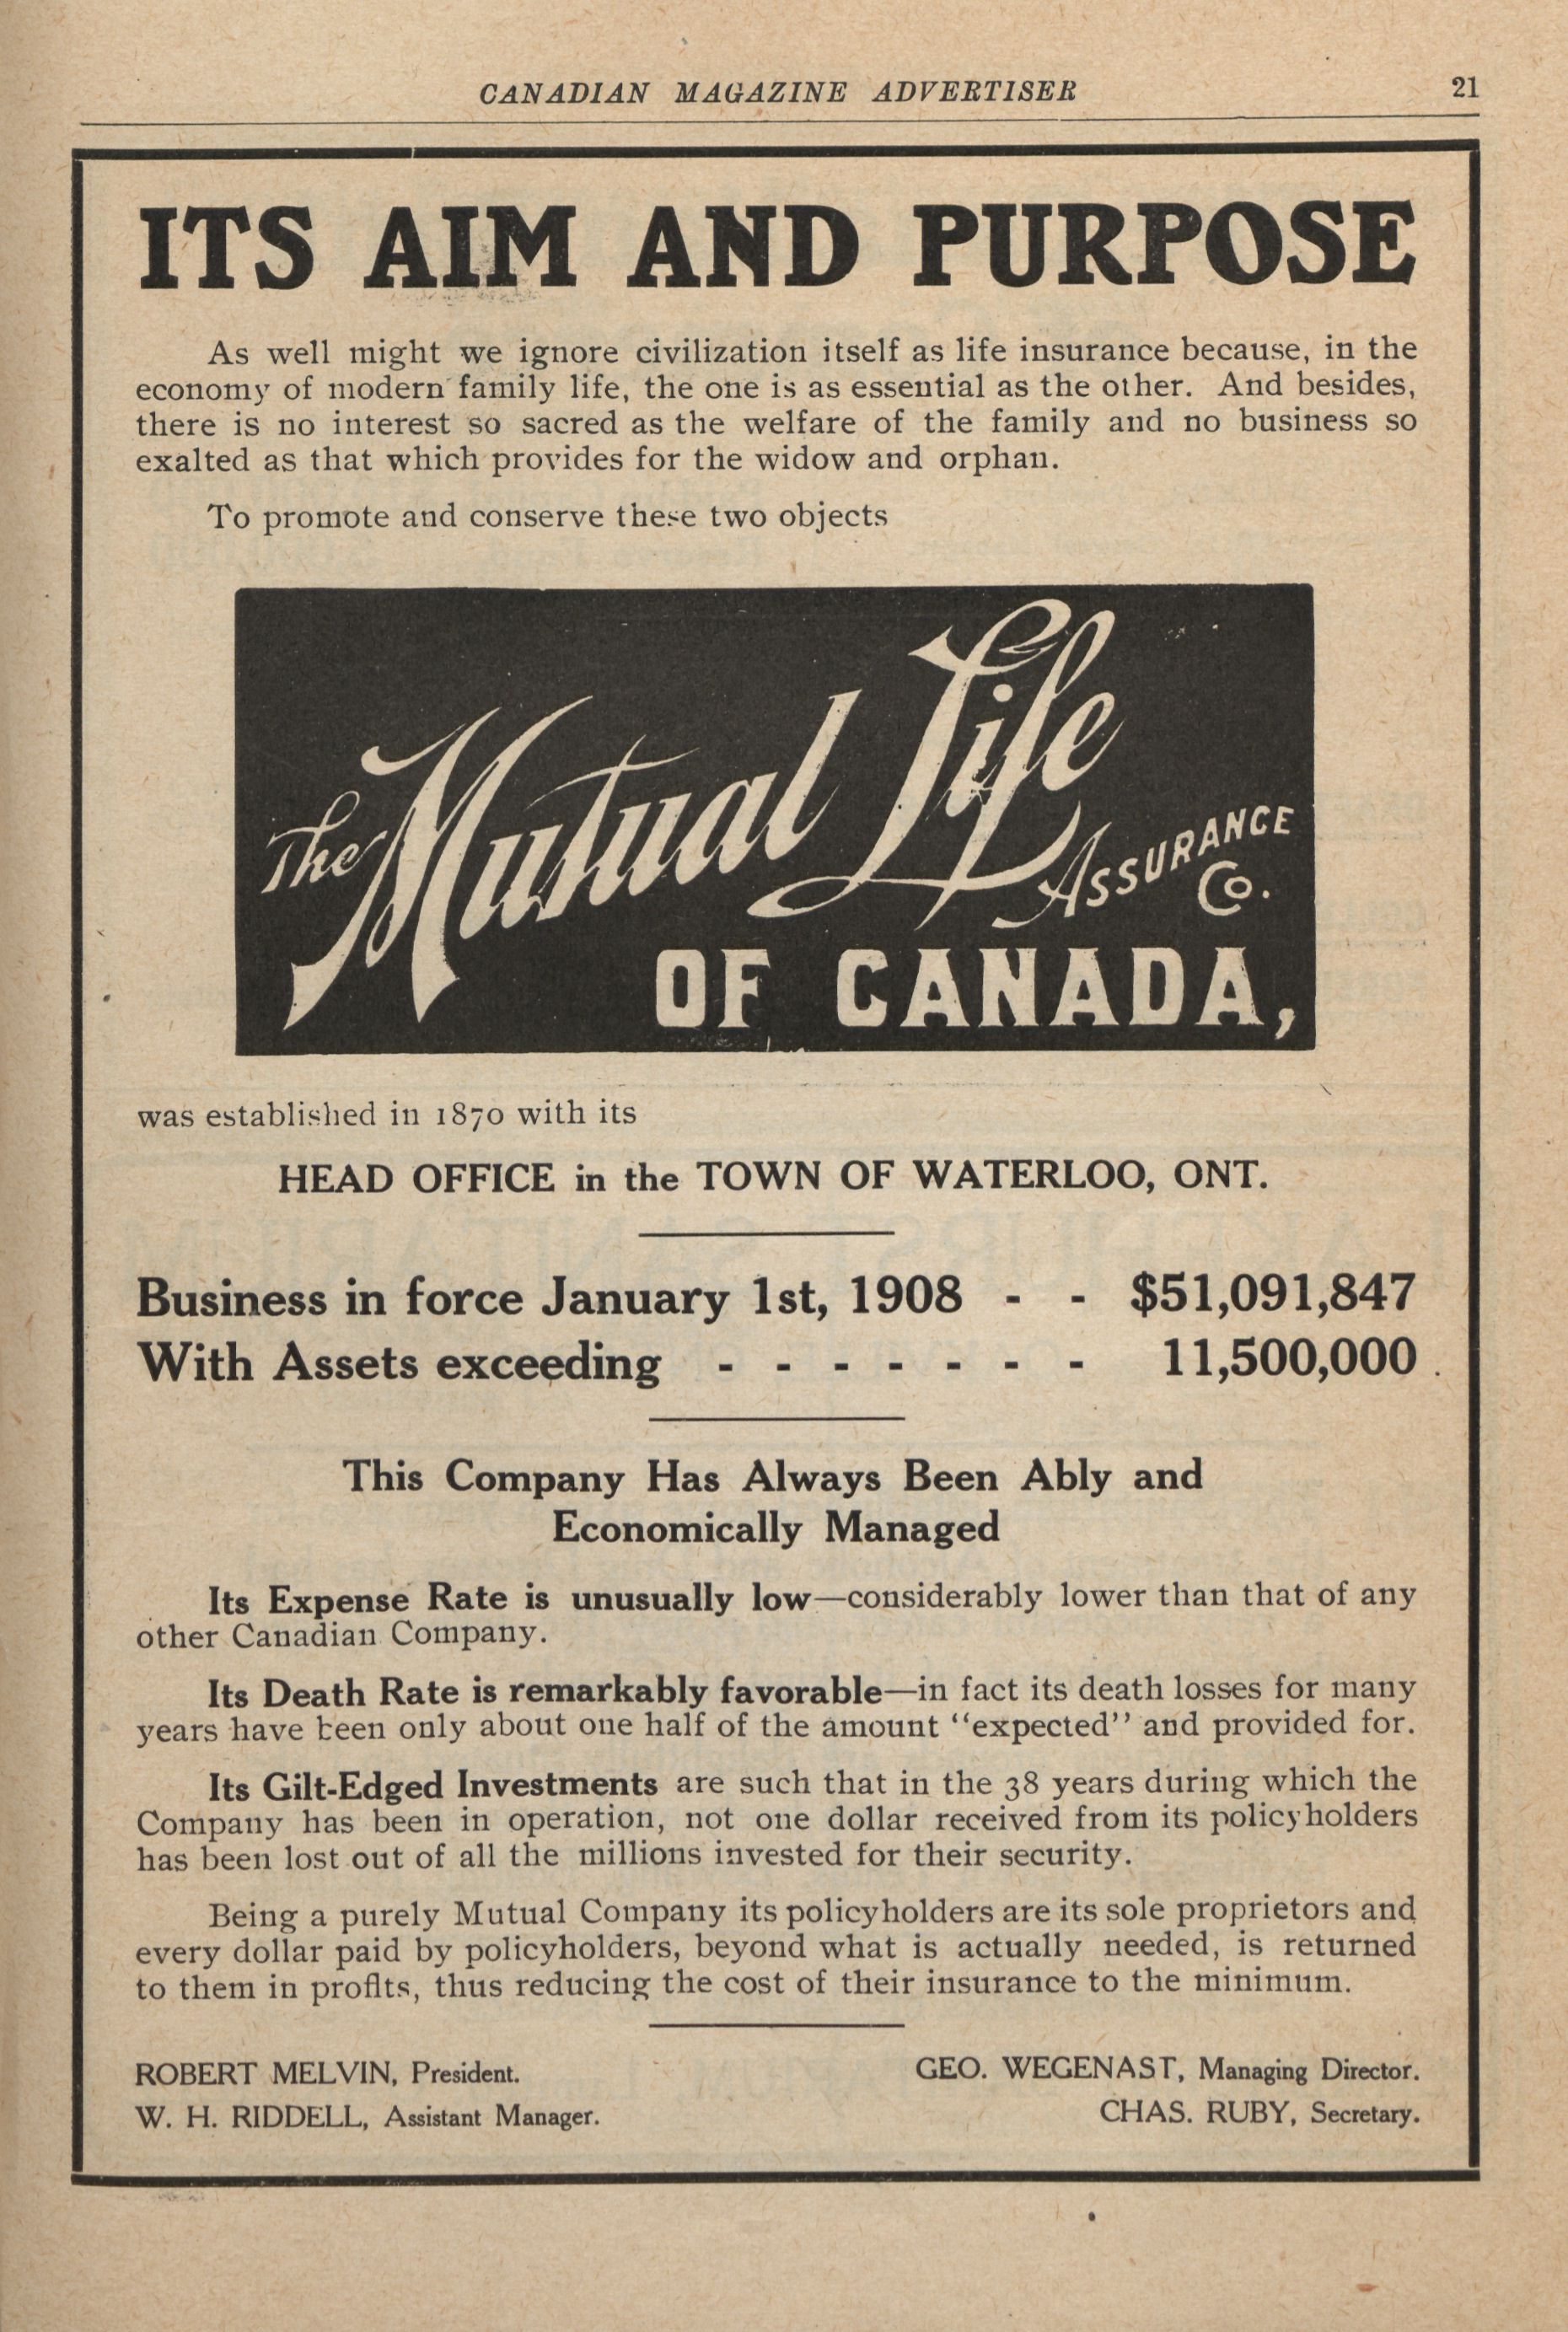 CANADIAN MAGAZINE ADVERTISER 21
ITS AIM AND PURPOSE
As well might we ignore civilization itself as life insurance because, in the
economy of modern family life, the one is as essential as the other. And besides,
there is no interest so sacred as the welfare of the family and no business so
exalted as that which provides for the widow and orphan.
To promote and conserve these two objects
The Mutual Life
ASSURANCE
Co.
OF CANADA,
was established in 1870 with its
HEAD OFFICE in the TOWN OF WATERLOO, ONT.
Business in force January 1st, 1908 - - $51,091,847
With Assets exceeding - - - - - - - 11,500,000.
This Company Has Always Been Ably and
Economically Managed
Its Expense Rate is unusually low—considerably lower than that of any
other Canadian Company.
Its Death Rate is remarkably favorable—in fact its death losses for many
years have been only about one half of the amount "expected" and provided for.
Its Gilt-Edged Investments are such that in the 38 years during which the
Company has been in operation, not one dollar received from its policyholders
has been lost out of all the millions invested for their security.
Being a purely Mutual Company its policyholders are its sole proprietors and
every dollar paid by policyholders, beyond what is actually needed, is returned
to them in profits, thus reducing the cost of their insurance to the minimum.
ROBERT MELVIN, President. GEO. WEGENAST, Managing Director.
W. H. RIDDELL, Assistant Manager. CHAS. RUBY, Secretary.